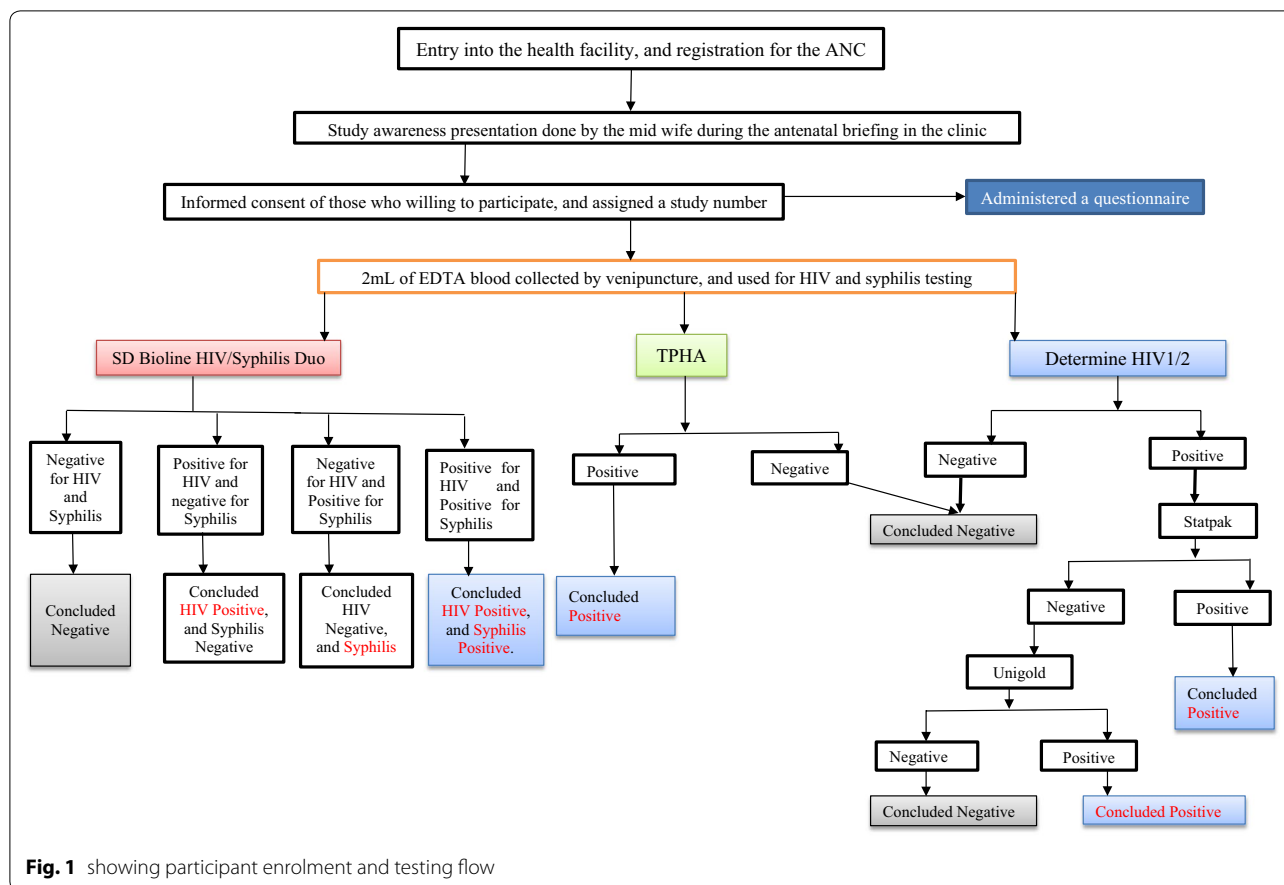 Entry into the health facility, and registration for the ANC
Study awareness presentation done by the mid wife during the antenatal briefing in the clinic
Informed consent of those who willing to participate, and assigned a study number
Administered a questionnaire
2mL of EDTA blood collected by venipuncture, and used for HIV and syphilis testing
SD Bioline HIV/Syphilis Duo
TPHA
Determine HIV1/2
Negative
for HIV
and
Syphilis
Positive for
HIV and
negative for
Syphilis
Negative
for HIV and
Positive for
Syphilis
Positive for
HIV and
Positive for
Syphilis
Positive
Negative
Negative
Positive
Concluded Negative
Statpak
Concluded
Negative
Concluded
HIV Positive,
and Syphilis
Negative
Concluded
HIV
Negative,
and Syphilis
Concluded
HIV Positive,
and Syphilis
Positive.
Concluded
Positive
Negative
Positive
Unigold
Concluded
Positive
Negative
Positive
Concluded Negative
Concluded Positive
Fig. 1 showing participant enrolment and testing flow